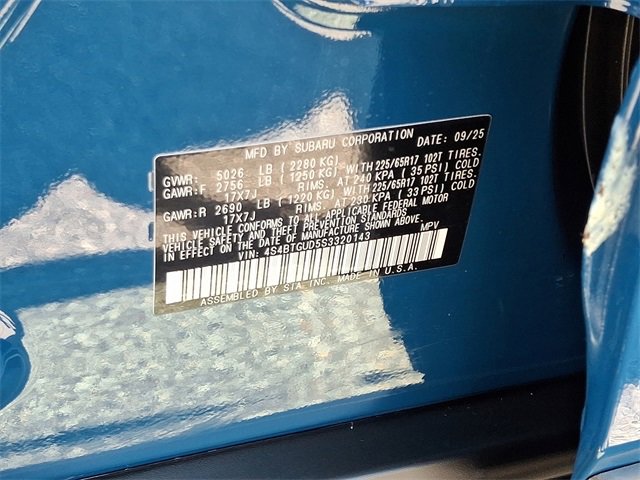 MFD BY SUBARU CORPORATION DATE: 09/25
GVWR: 5026 LB ( 2280 KG)
GAWR:F 2756 LB ( 1250 KG) WITH 225/65R17 102T TIRES,
17X7J RIMS, AT 240 KPA ( 35 PSI) COLD
GAWR:R 2690 LB ( 1220 KG) WITH 225/65R17 102T TIRES,
17X7J RIMS, AT 230 KPA ( 33 PSI) COLD
THIS VEHICLE CONFORMS TO ALL APPLICABLE FEDERAL MOTOR
VEHICLE SAFETY AND THEFT PREVENTION STANDARDS
IN EFFECT ON THE DATE OF MANUFACTURE SHOWN ABOVE.
VIN: 4S4BTGUD5S3320143 MPV
ASSEMBLED BY SIA, INC. MADE IN U.S.A.